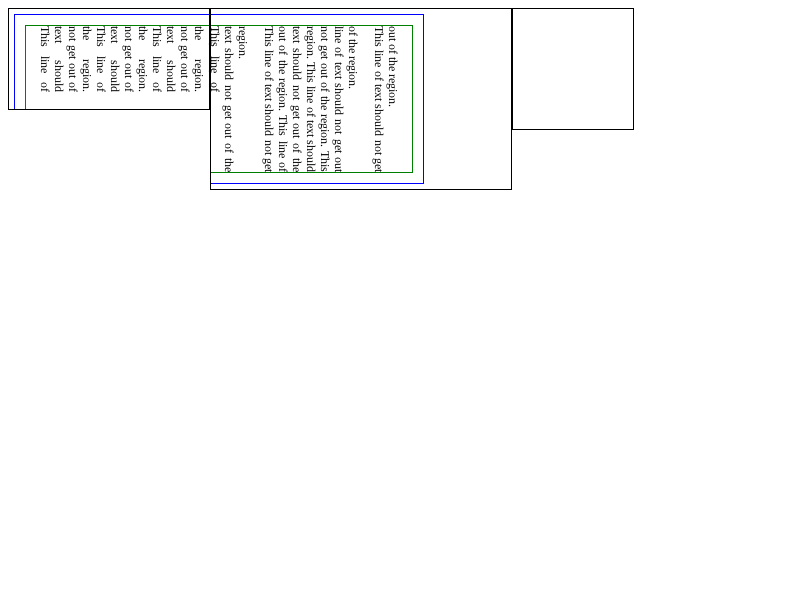 This line of
text should
not get out of
the region.
This line of
text should
not get out of
the region.
This line of
text should
not get out of
the region.
This line of
text should not get out of the
region.
This line of text should not get
out of the region. This line of
text should not get out of the
region. This line of text should
not get out of the region. This
line of text should not get out
of the region.
This line of text should not get
out of the region.